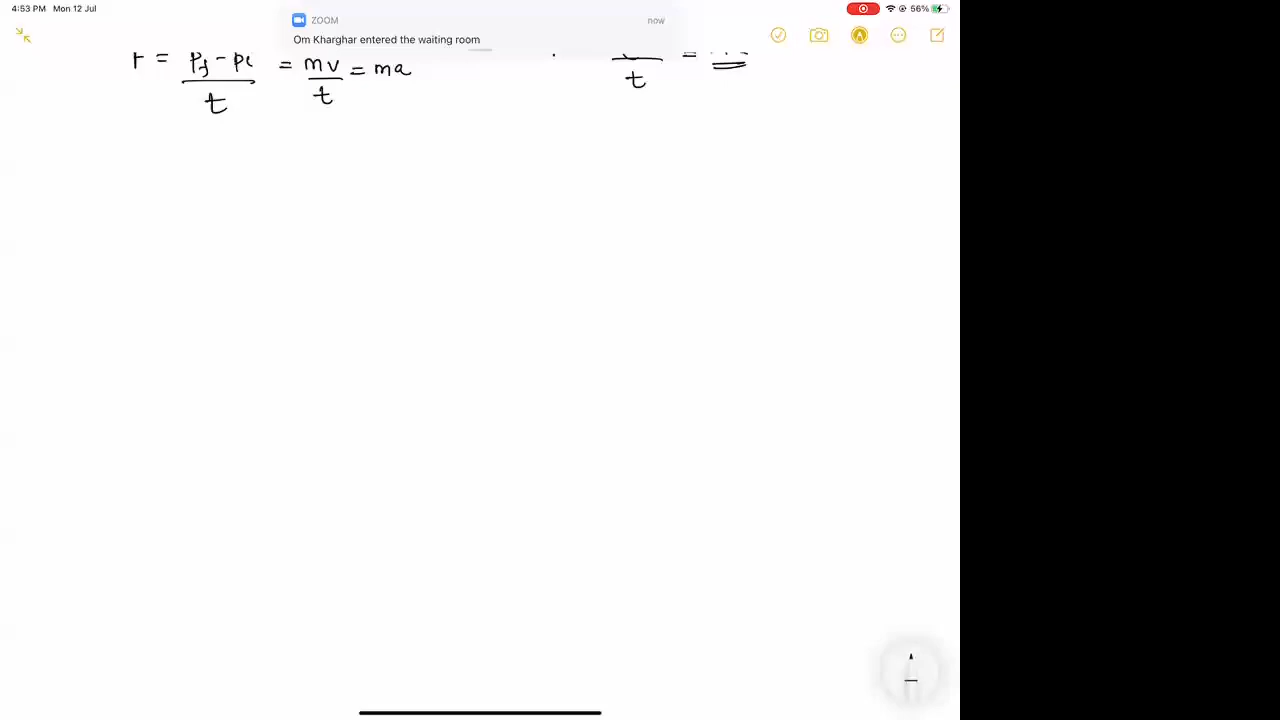 4:53 PM Mon 12 Jul
56%
ZOOM now
Om Kharghar entered the waiting room
F = pf - pi / t = mv / t = ma
t =